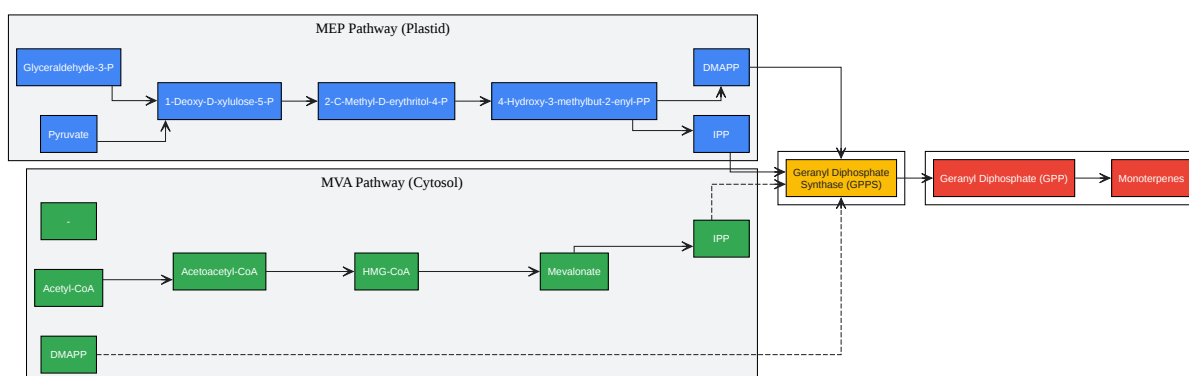 MEP Pathway (Plastid)
Glyceraldehyde-3-P
Pyruvate
1-Deoxy-D-xylulose-5-P
2-C-Methyl-D-erythritol-4-P
4-Hydroxy-3-methylbut-2-enyl-PP
DMAPP
IPP
MVA Pathway (Cytosol)
-
Acetyl-CoA
Acetoacetyl-CoA
HMG-CoA
Mevalonate
IPP
DMAPP
Geranyl Diphosphate
Synthase (GPPS)
Geranyl Diphosphate (GPP)
Monoterpenes